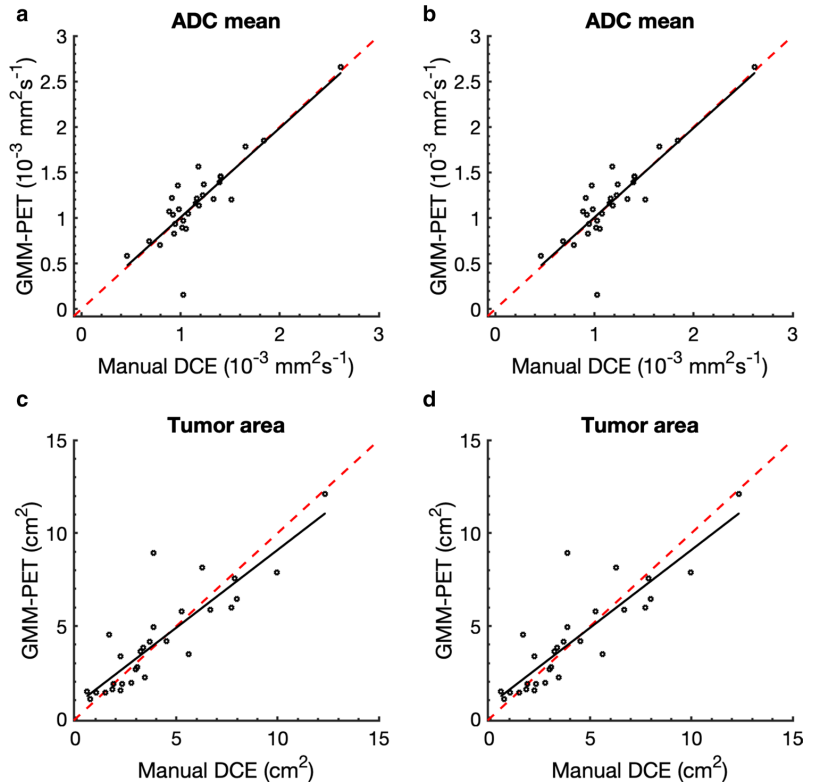 a
ADC mean
3
2.5
2
1.5
1
0.5
0
GMM-PET (10⁻³ mm²s⁻¹)
0
1
2
3
Manual DCE (10⁻³ mm²s⁻¹)
b
ADC mean
3
2.5
2
1.5
1
0.5
0
GMM-PET (10⁻³ mm²s⁻¹)
0
1
2
3
Manual DCE (10⁻³ mm²s⁻¹)
c
Tumor area
15
10
5
0
GMM-PET (cm²)
0
5
10
15
Manual DCE (cm²)
d
Tumor area
15
10
5
0
GMM-PET (cm²)
0
5
10
15
Manual DCE (cm²)